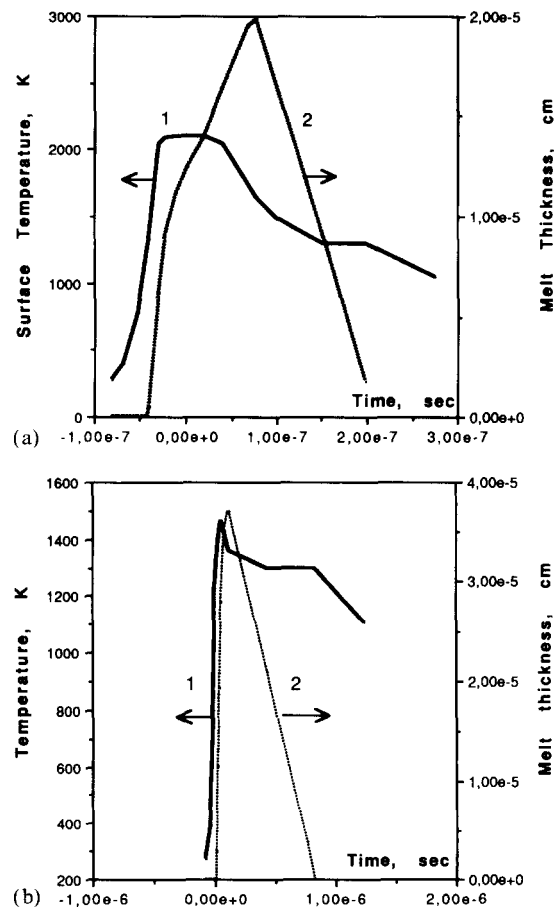 3000
2,00e-5
1
2
2000
1,00e-5
1000
0
0,00e+0
Surface Temperature, K
Melt Thickness, cm
Time, sec
(a)
-1,00e-7
0,00e+0
1,00e-7
2,00e-7
3,00e-7
1600
4,00e-5
1400
3,00e-5
1200
1000
1
2
2,00e-5
800
600
1,00e-5
400
200
0,00e+0
Temperature, K
Melt thickness, cm
Time, sec
(b)
-1,00e-6
0,00e+0
1,00e-6
2,00e-6